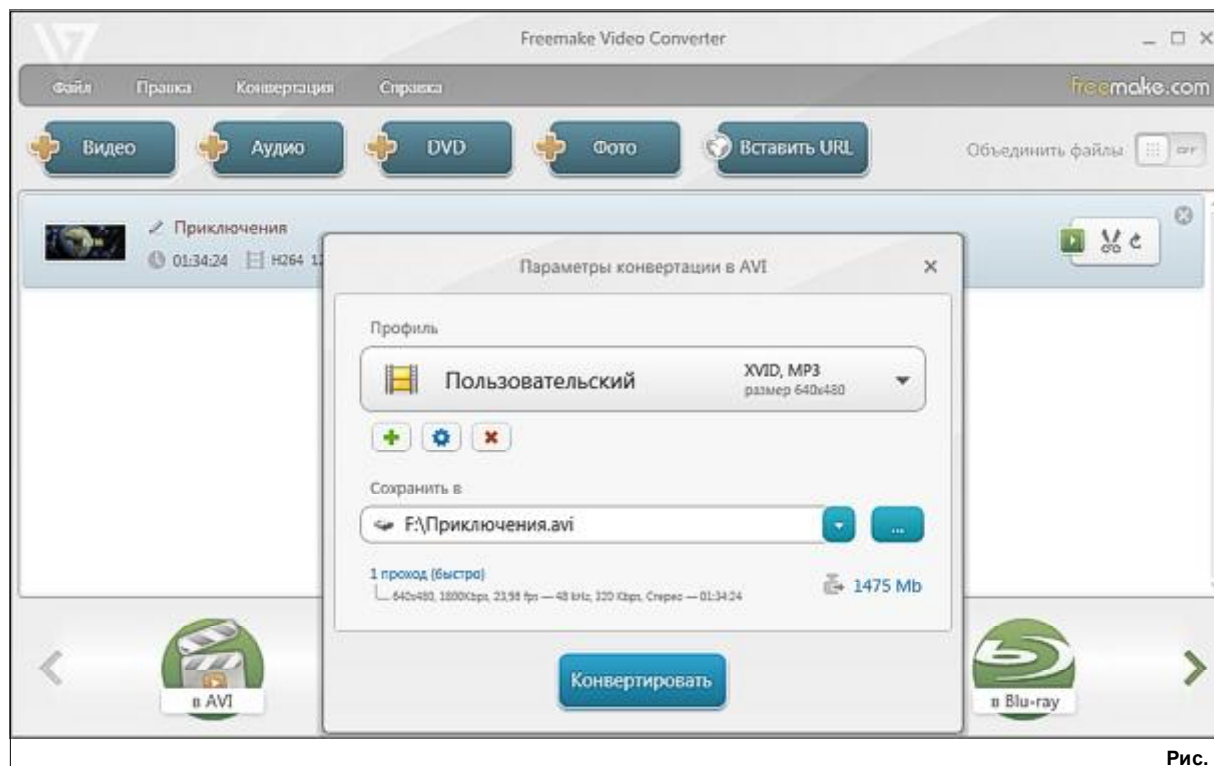 Freemake Video Converter
Файл Правка Конвертация Справка
freemake.com
Видео Аудио DVD Фото Вставить URL Объединить файлы OFF
Приключения
01:34:24 H264
Параметры конвертации в AVI
Профиль
Пользовательский
XVID, MP3
размер 640x480
Сохранить в
F:\Приключения.avi
...
1 проход (быстро)
640x480, 1800Kbps, 23,98 fps — 48 kHz, 320 Kbps, Стерео — 01:34:24
1475 Mb
Конвертировать
в AVI
в Blu-ray
Рис.